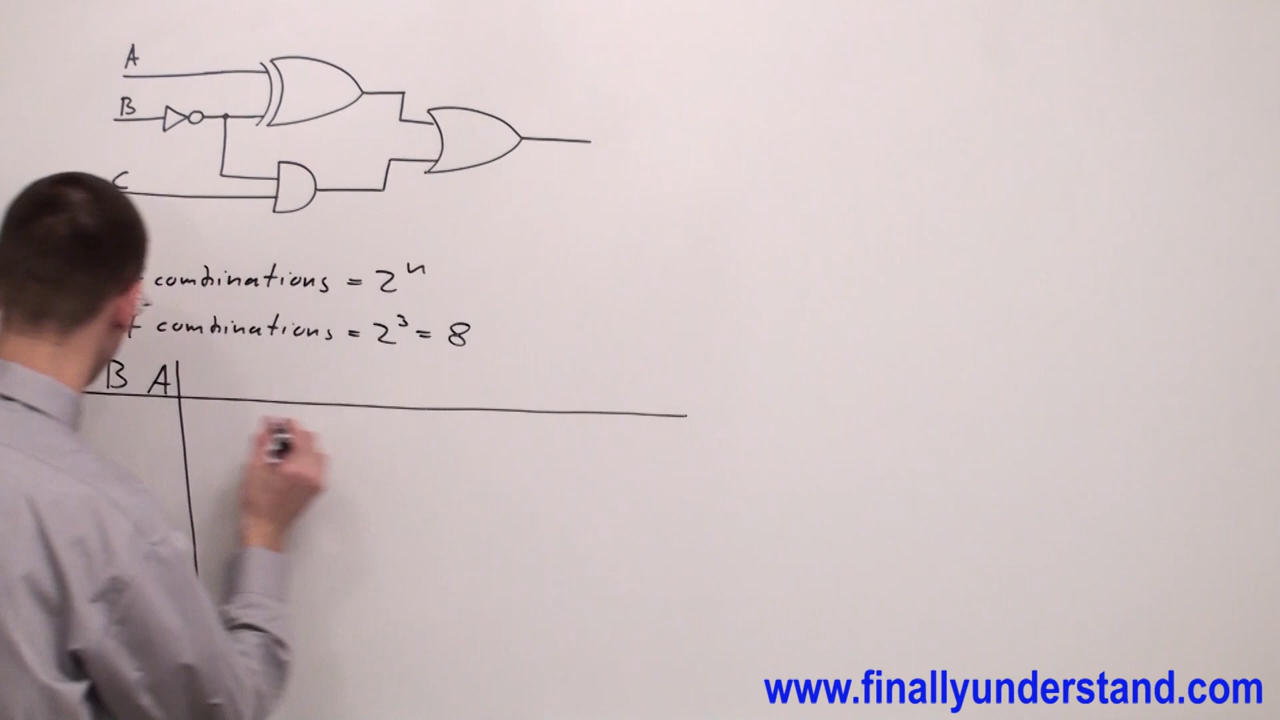 A
B
C
combinations = 2ⁿ
combinations = 2³ = 8
B A
www.finallyunderstand.com